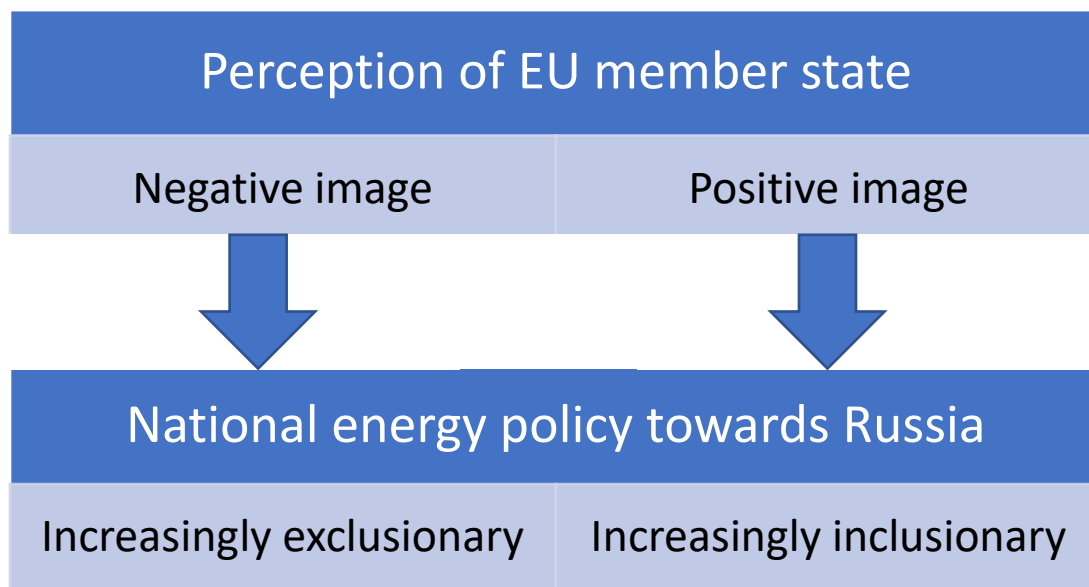 Perception of EU member state
Negative image
Positive image
National energy policy towards Russia
Increasingly exclusionary
Increasingly inclusionary